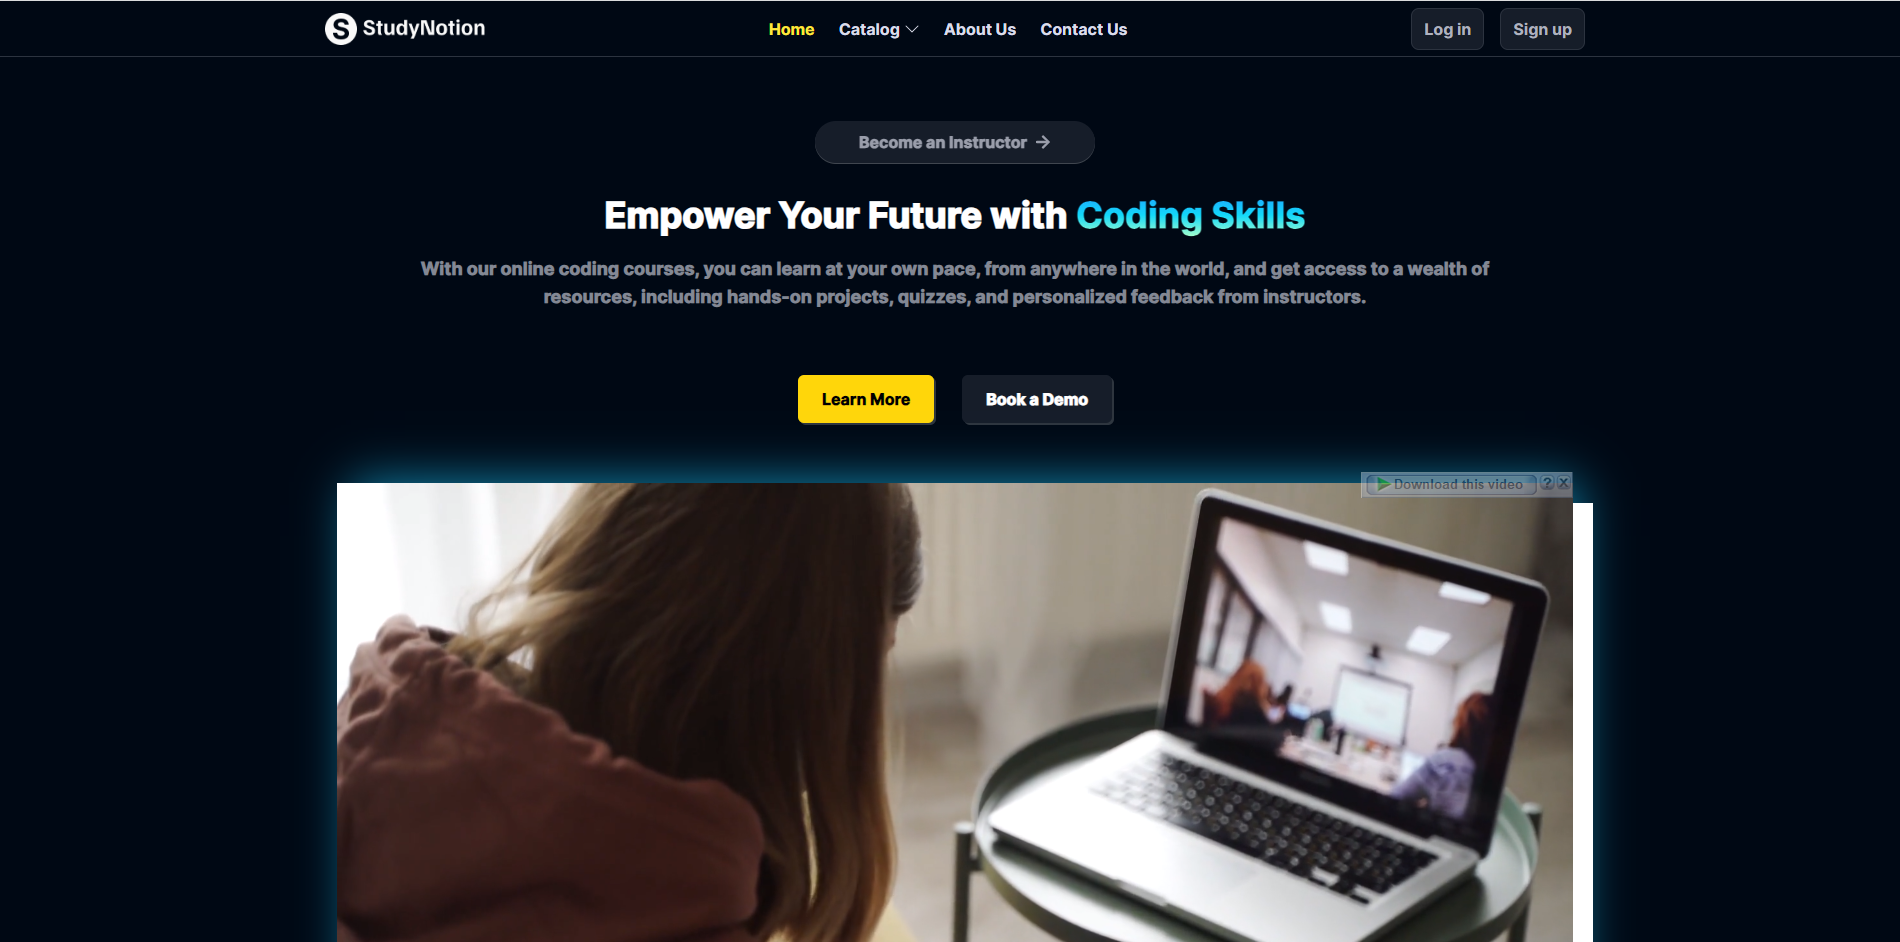 S StudyNotion
Home Catalog About Us Contact Us
Log in Sign up
Become an Instructor →
Empower Your Future with Coding Skills
With our online coding courses, you can learn at your own pace, from anywhere in the world, and get access to a wealth of
resources, including hands-on projects, quizzes, and personalized feedback from instructors.
Learn More Book a Demo
Download this video ? X